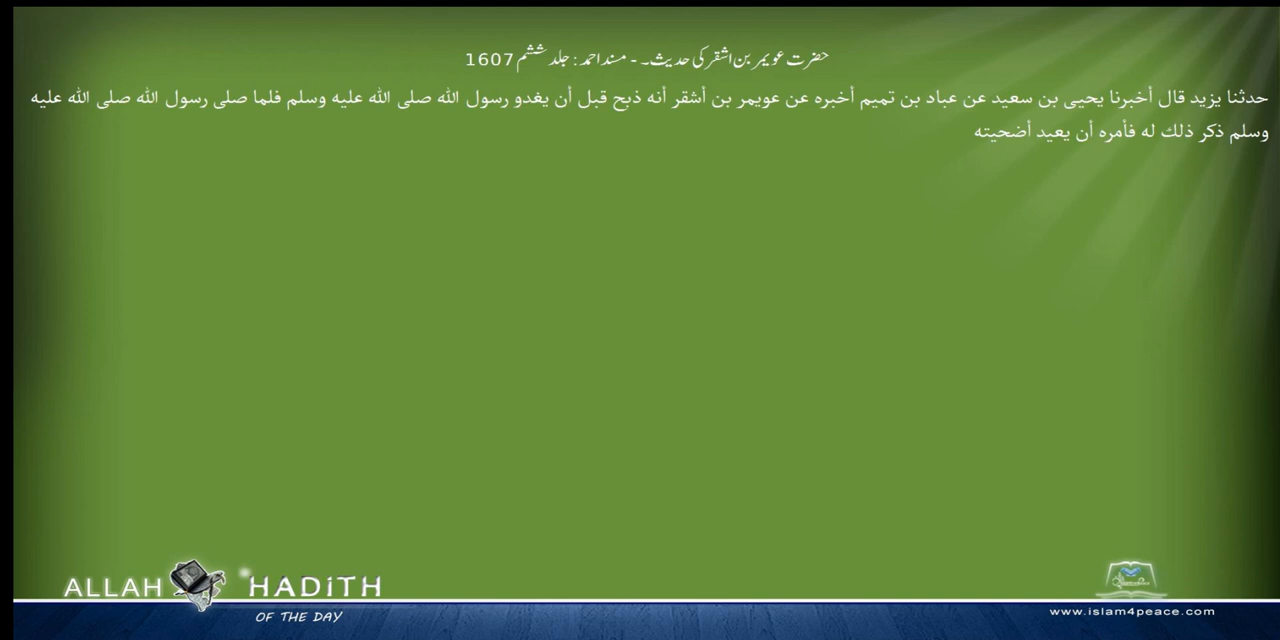 حضرت عویمر بن اشقر کی حدیث۔ - مسند احمد: جلد ششم 1607
حدثنا يزيد قال أخبرنا يحيى بن سعيد عن عباد بن تميم أخبره عن عويمر بن أشقر أنه ذبح قبل أن يغدو رسول الله صلى الله عليه وسلم فلما صلى رسول الله صلى الله عليه
وسلم ذكر ذلك له فأمره أن يعيد أضحيته
ALLAH HADITH
OF THE DAY
www.islam4peace.com